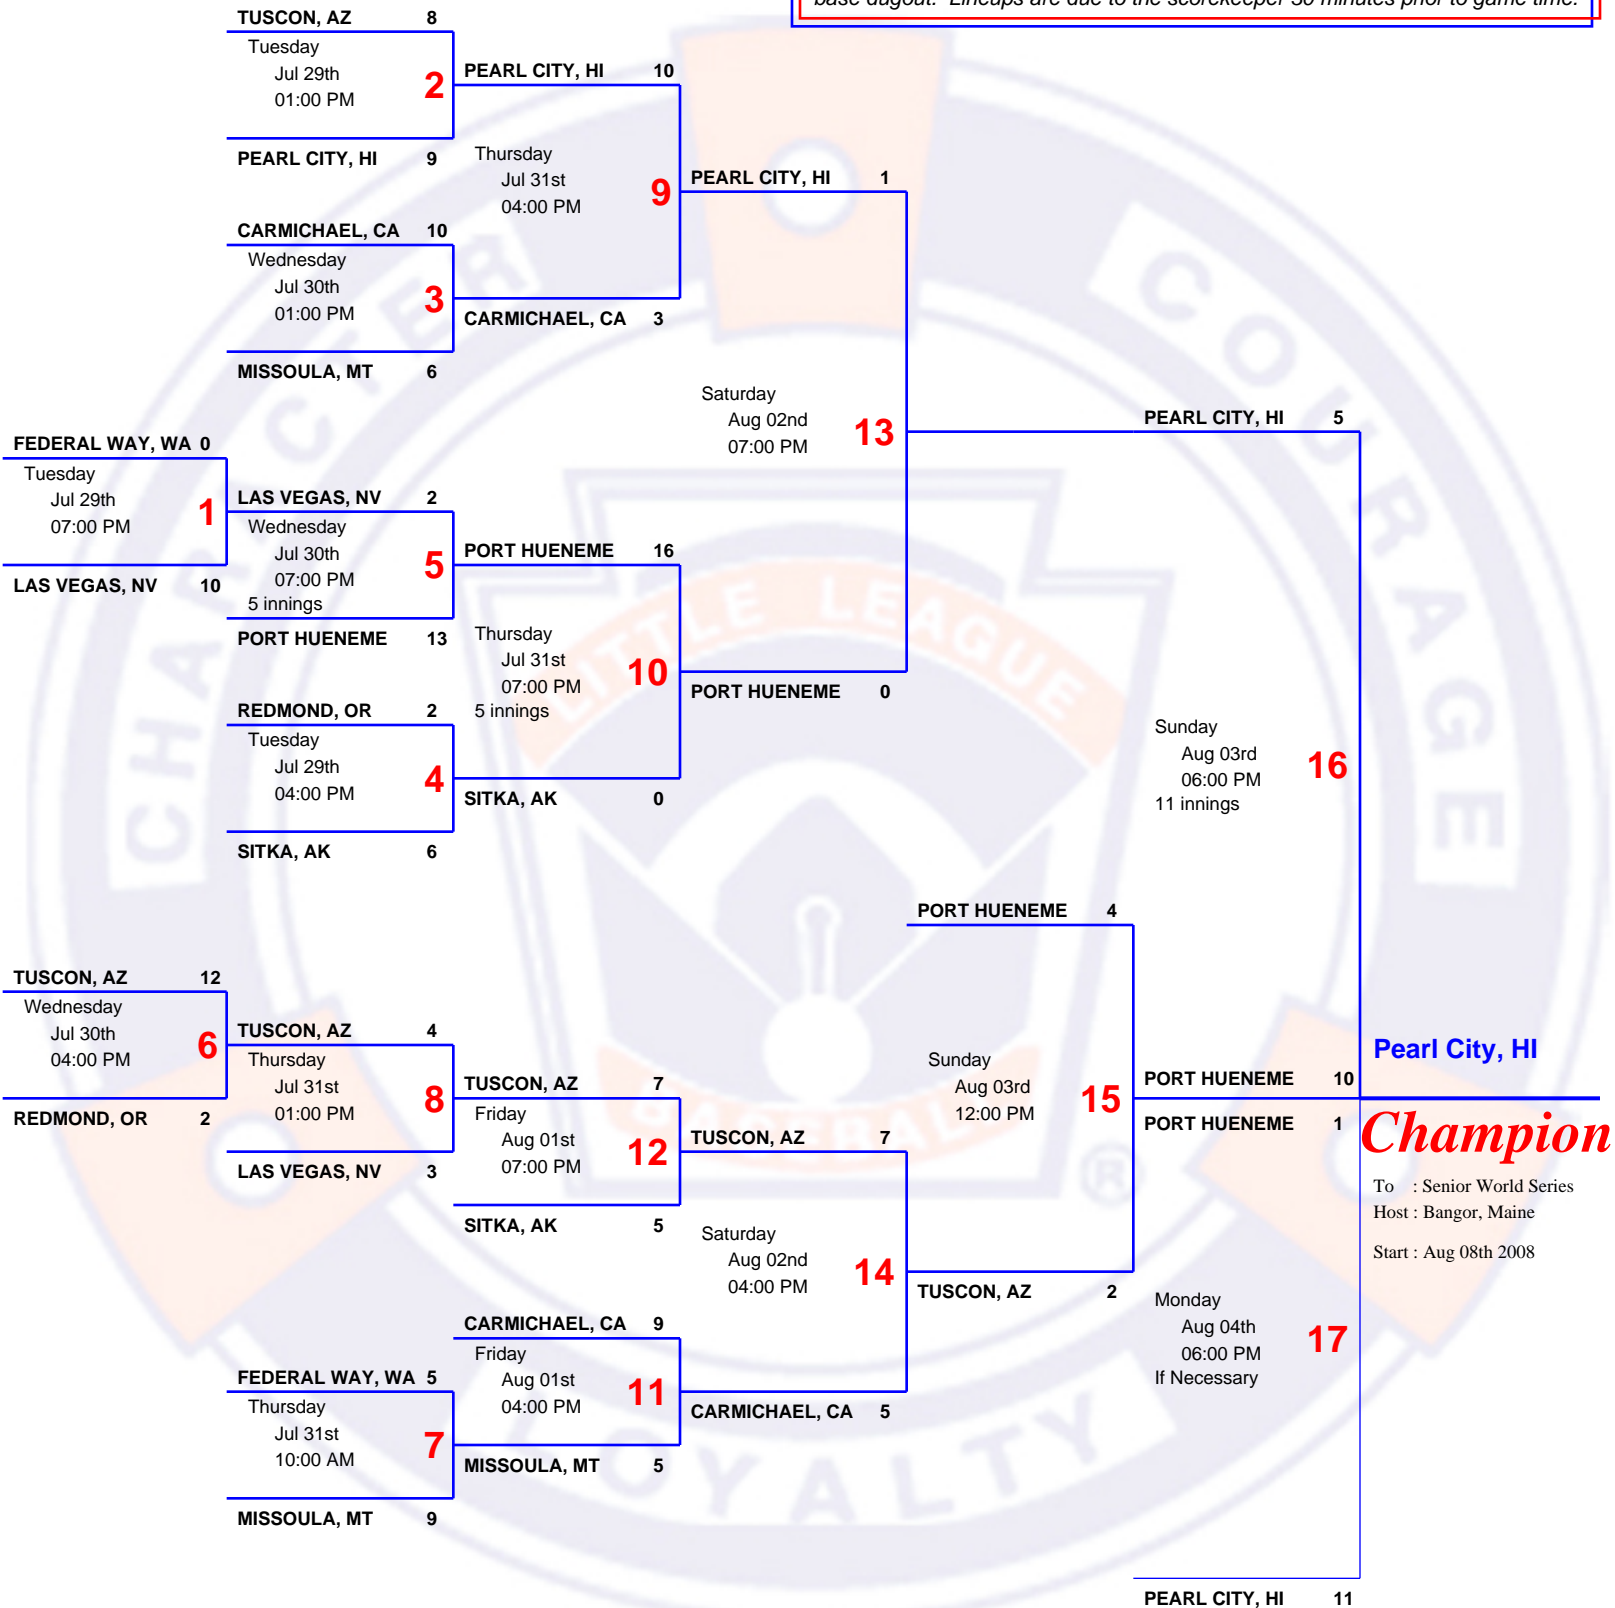 base dugout.  Lineups are due to the scorekeeper 30 minutes prior to game time.
TUSCON, AZ 8
Tuesday
Jul 29th
01:00 PM
2
PEARL CITY, HI 9
PEARL CITY, HI 10
Thursday
Jul 31st
04:00 PM
9
CARMICHAEL, CA 10
Wednesday
Jul 30th
01:00 PM
3
MISSOULA, MT 6
CARMICHAEL, CA 3
PEARL CITY, HI 1
Saturday
Aug 02nd
07:00 PM
13
FEDERAL WAY, WA 0
Tuesday
Jul 29th
07:00 PM
1
LAS VEGAS, NV 10
LAS VEGAS, NV 2
Wednesday
Jul 30th
07:00 PM
5 innings
5
PORT HUENEME 13
PORT HUENEME 16
Thursday
Jul 31st
07:00 PM
5 innings
10
REDMOND, OR 2
Tuesday
Jul 29th
04:00 PM
4
SITKA, AK 6
SITKA, AK 0
PORT HUENEME 0
PEARL CITY, HI 5
Sunday
Aug 03rd
06:00 PM
11 innings
16
TUSCON, AZ 12
Wednesday
Jul 30th
04:00 PM
6
REDMOND, OR 2
TUSCON, AZ 4
Thursday
Jul 31st
01:00 PM
8
LAS VEGAS, NV 3
TUSCON, AZ 7
Friday
Aug 01st
07:00 PM
12
SITKA, AK 5
TUSCON, AZ 7
Saturday
Aug 02nd
04:00 PM
14
CARMICHAEL, CA 9
Friday
Aug 01st
04:00 PM
11
FEDERAL WAY, WA 5
Thursday
Jul 31st
10:00 AM
7
MISSOULA, MT 9
MISSOULA, MT 5
CARMICHAEL, CA 5
PORT HUENEME 4
Sunday
Aug 03rd
12:00 PM
15
TUSCON, AZ 2
PORT HUENEME 10
PORT HUENEME 1
Monday
Aug 04th
06:00 PM
If Necessary
17
PEARL CITY, HI 11
Pearl City, HI
Champion
To : Senior World Series
Host : Bangor, Maine
Start : Aug 08th 2008
CHARACTER
COURAGE
LOYALTY
LITTLE LEAGUE
BASEBALL
®